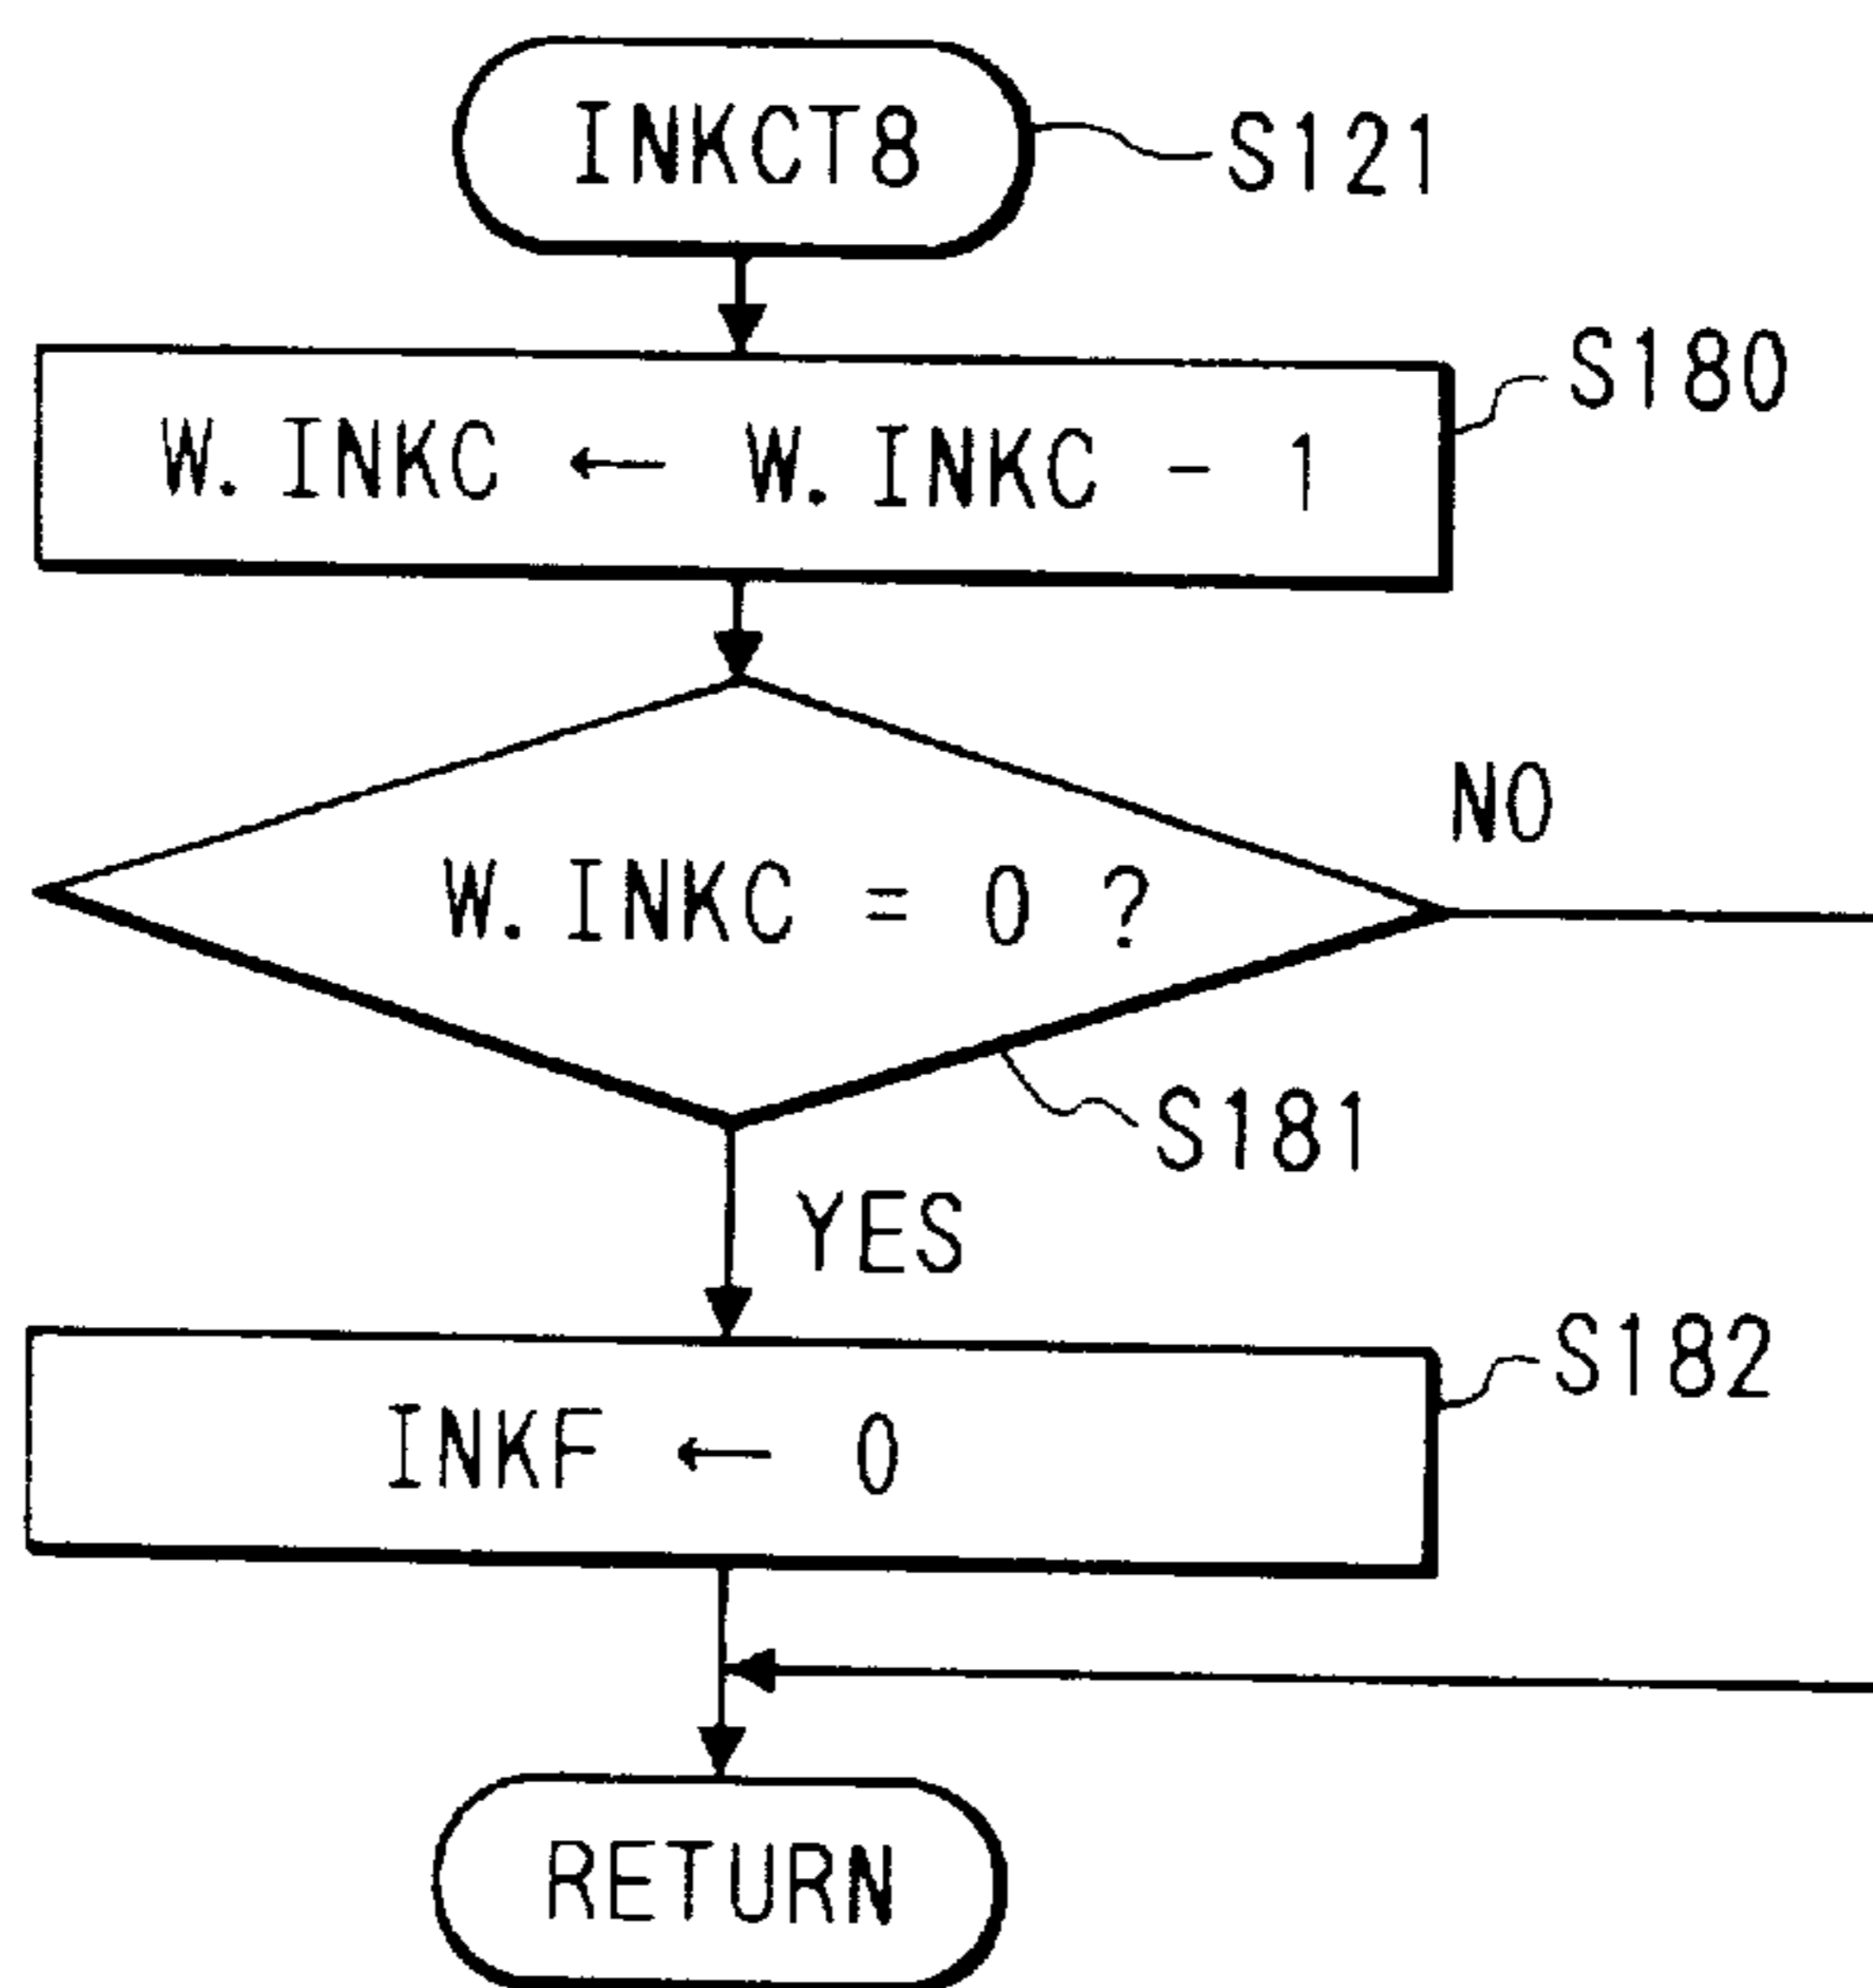 INKCT8
S121
S180
W.INKC ← W.INKC - 1
NO
W.INKC = 0 ?
S181
YES
S182
INKF ← 0
RETURN